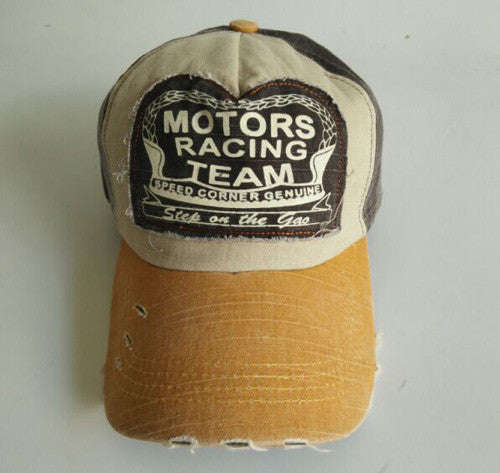 MOTORS
RACING
TEAM
SPEED CORNER GENUINE
Step on the Gas